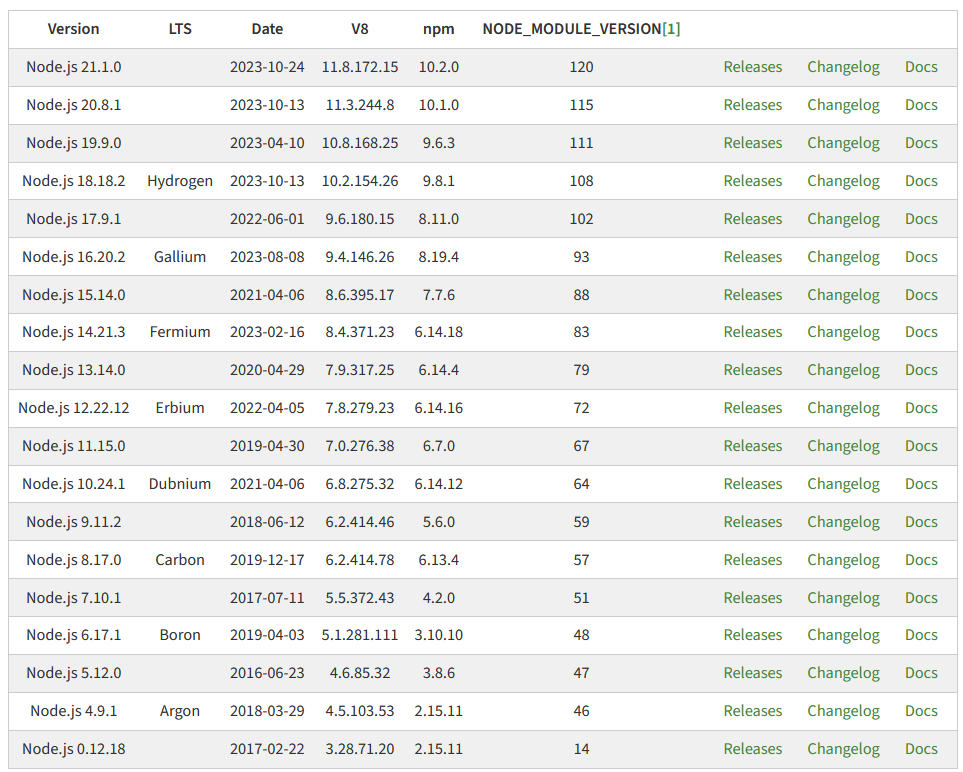 Version LTS Date V8 npm NODE_MODULE_VERSION[1]
Node.js 21.1.0 2023-10-24 11.8.172.15 10.2.0 120 Releases Changelog Docs
Node.js 20.8.1 2023-10-13 11.3.244.8 10.1.0 115 Releases Changelog Docs
Node.js 19.9.0 2023-04-10 10.8.168.25 9.6.3 111 Releases Changelog Docs
Node.js 18.18.2 Hydrogen 2023-10-13 10.2.154.26 9.8.1 108 Releases Changelog Docs
Node.js 17.9.1 2022-06-01 9.6.180.15 8.11.0 102 Releases Changelog Docs
Node.js 16.20.2 Gallium 2023-08-08 9.4.146.26 8.19.4 93 Releases Changelog Docs
Node.js 15.14.0 2021-04-06 8.6.395.17 7.7.6 88 Releases Changelog Docs
Node.js 14.21.3 Fermium 2023-02-16 8.4.371.23 6.14.18 83 Releases Changelog Docs
Node.js 13.14.0 2020-04-29 7.9.317.25 6.14.4 79 Releases Changelog Docs
Node.js 12.22.12 Erbium 2022-04-05 7.8.279.23 6.14.16 72 Releases Changelog Docs
Node.js 11.15.0 2019-04-30 7.0.276.38 6.7.0 67 Releases Changelog Docs
Node.js 10.24.1 Dubnium 2021-04-06 6.8.275.32 6.14.12 64 Releases Changelog Docs
Node.js 9.11.2 2018-06-12 6.2.414.46 5.6.0 59 Releases Changelog Docs
Node.js 8.17.0 Carbon 2019-12-17 6.2.414.78 6.13.4 57 Releases Changelog Docs
Node.js 7.10.1 2017-07-11 5.5.372.43 4.2.0 51 Releases Changelog Docs
Node.js 6.17.1 Boron 2019-04-03 5.1.281.111 3.10.10 48 Releases Changelog Docs
Node.js 5.12.0 2016-06-23 4.6.85.32 3.8.6 47 Releases Changelog Docs
Node.js 4.9.1 Argon 2018-03-29 4.5.103.53 2.15.11 46 Releases Changelog Docs
Node.js 0.12.18 2017-02-22 3.28.71.20 2.15.11 14 Releases Changelog Docs